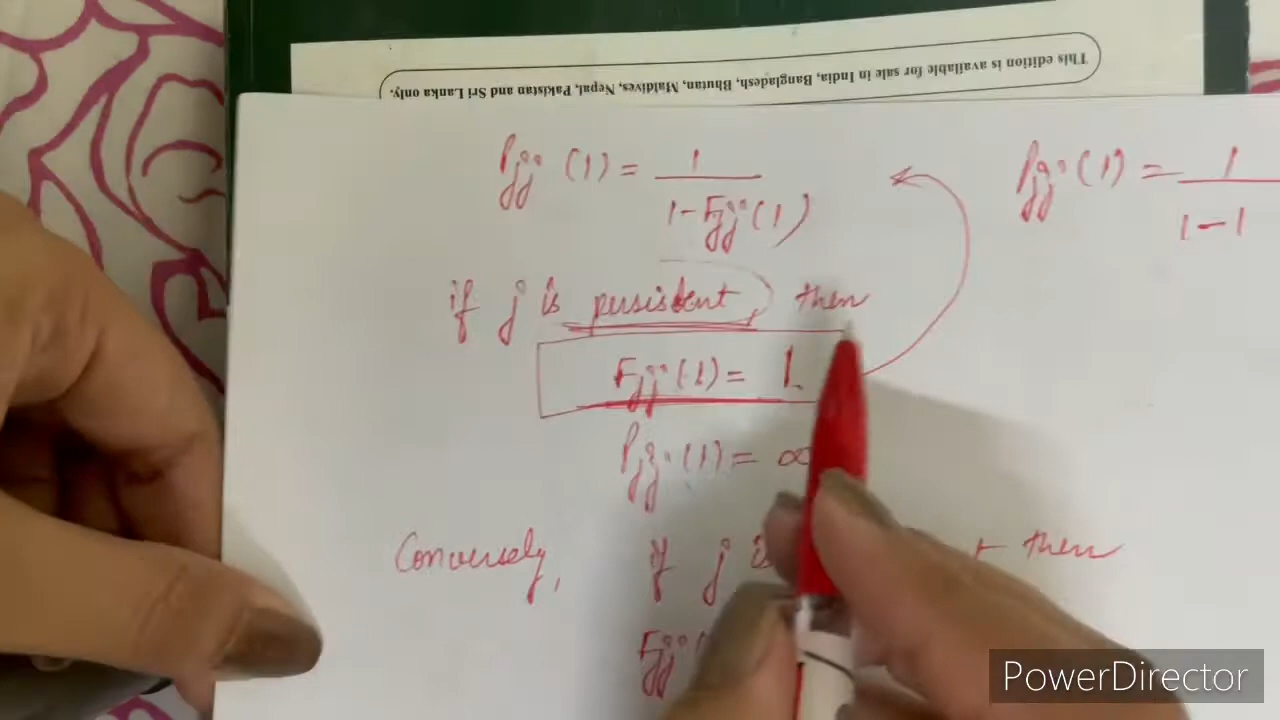 This edition is available for sale in India, Bangladesh, Bhutan, Maldives, Nepal, Pakistan and Sri Lanka only.
Pjj(1) = 1 / (1 - Fjj(1))
Pjj(1) = 1 / (1 - 1)
if j is persistent, then
Fjj(1) = 1
Pjj(1) = ∞
Conversely, if j is t then
Fjj(
PowerDirector